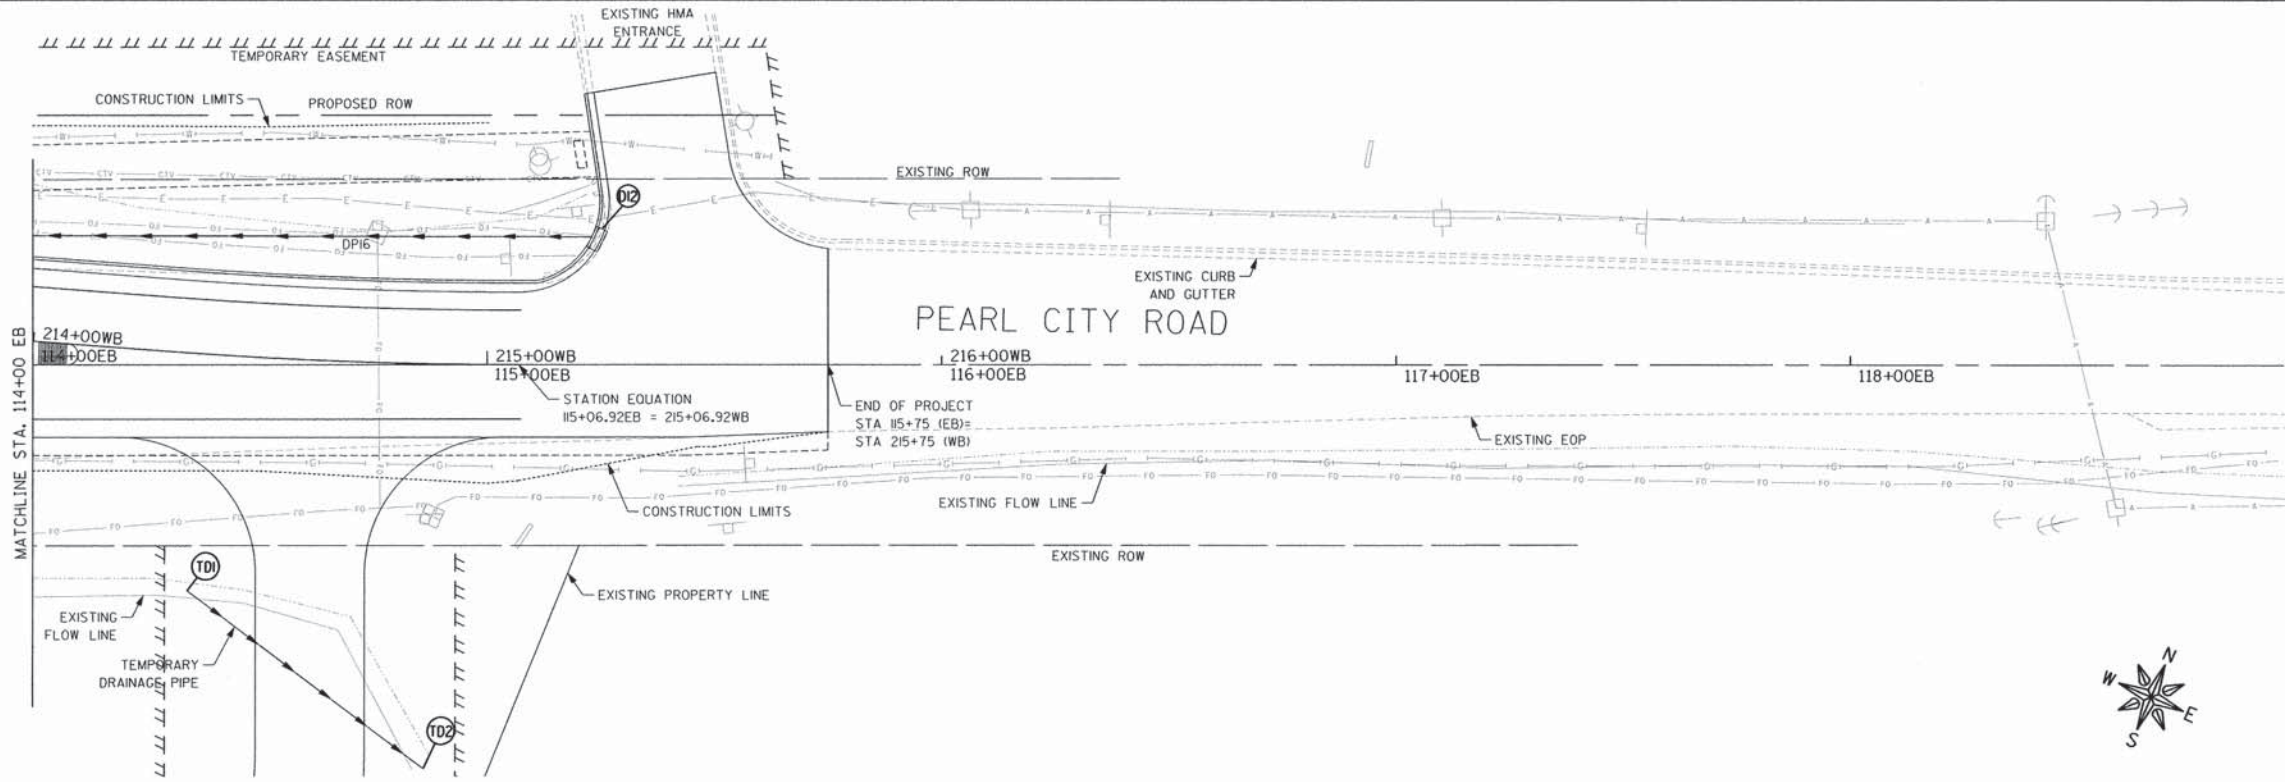 EXISTING HMA
ENTRANCE
TEMPORARY EASEMENT
CONSTRUCTION LIMITS
PROPOSED ROW
EXISTING ROW
DI2
DP16
EXISTING CURB
AND GUTTER
PEARL CITY ROAD
MATCHLINE STA. 114+00 EB
214+00WB
114+00EB
215+00WB
115+00EB
216+00WB
116+00EB
117+00EB
118+00EB
STATION EQUATION
115+06.92EB = 215+06.92WB
END OF PROJECT
STA 115+75 (EB)=
STA 215+75 (WB)
EXISTING EOP
EXISTING FLOW LINE
CONSTRUCTION LIMITS
EXISTING ROW
TD1
EXISTING PROPERTY LINE
EXISTING
FLOW LINE
TEMPORARY
DRAINAGE PIPE
TD2
N
W
E
S